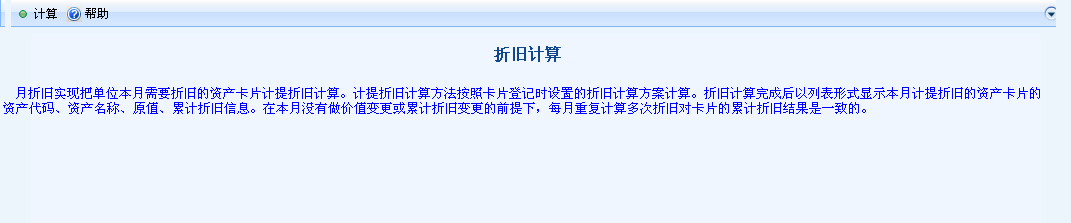 计算 帮助
折旧计算
月折旧实现把单位本月需要折旧的资产卡片计提折旧计算。计提折旧计算方法按照卡片登记时设置的折旧计算方案计算。折旧计算完成后以列表形式显示本月计提折旧的资产卡片的
资产代码、资产名称、原值、累计折旧信息。在本月没有做价值变更或累计折旧变更的前提下，每月重复计算多次折旧对卡片的累计折旧结果是一致的。